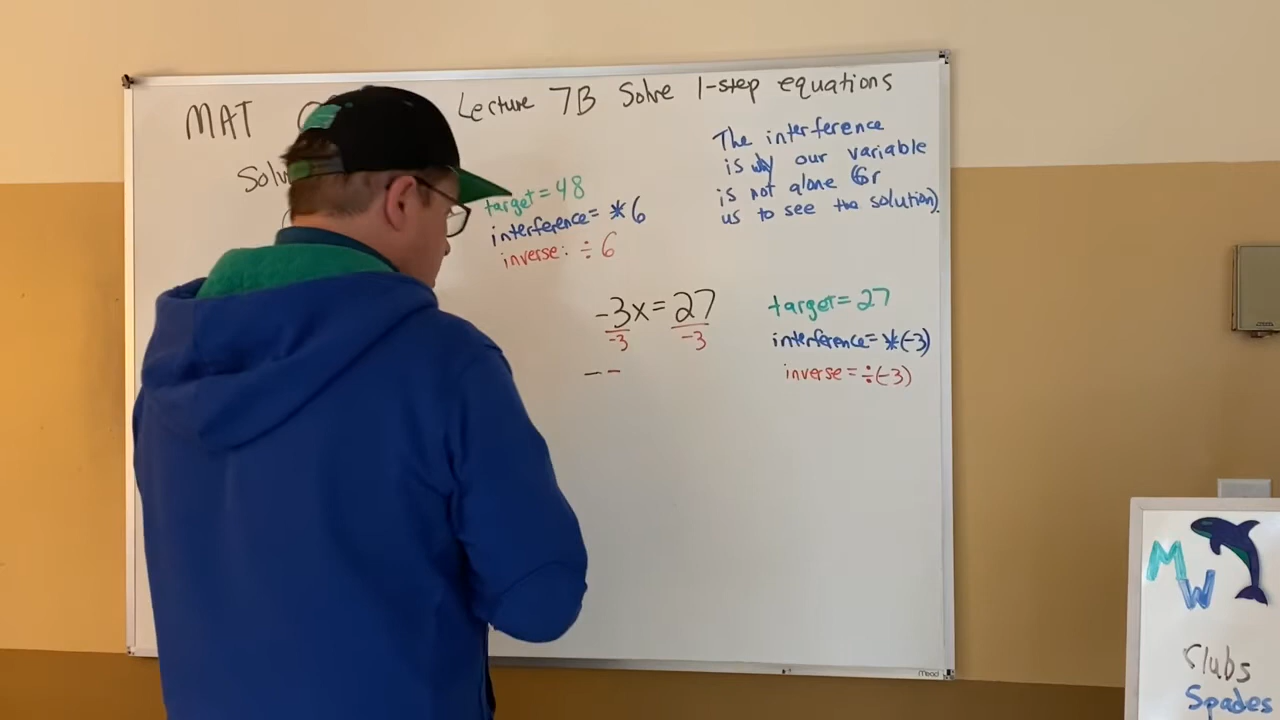 MAT
Lecture 7B Solve 1-step equations
The interference
is why our variable
is not alone (for
us to see the solution).
target = 48
interference = *6
inverse: ÷ 6
-3x = 27
-3 -3
--
target = 27
interference = *(-3)
inverse = ÷(-3)
Mead
MW
Clubs
Spades